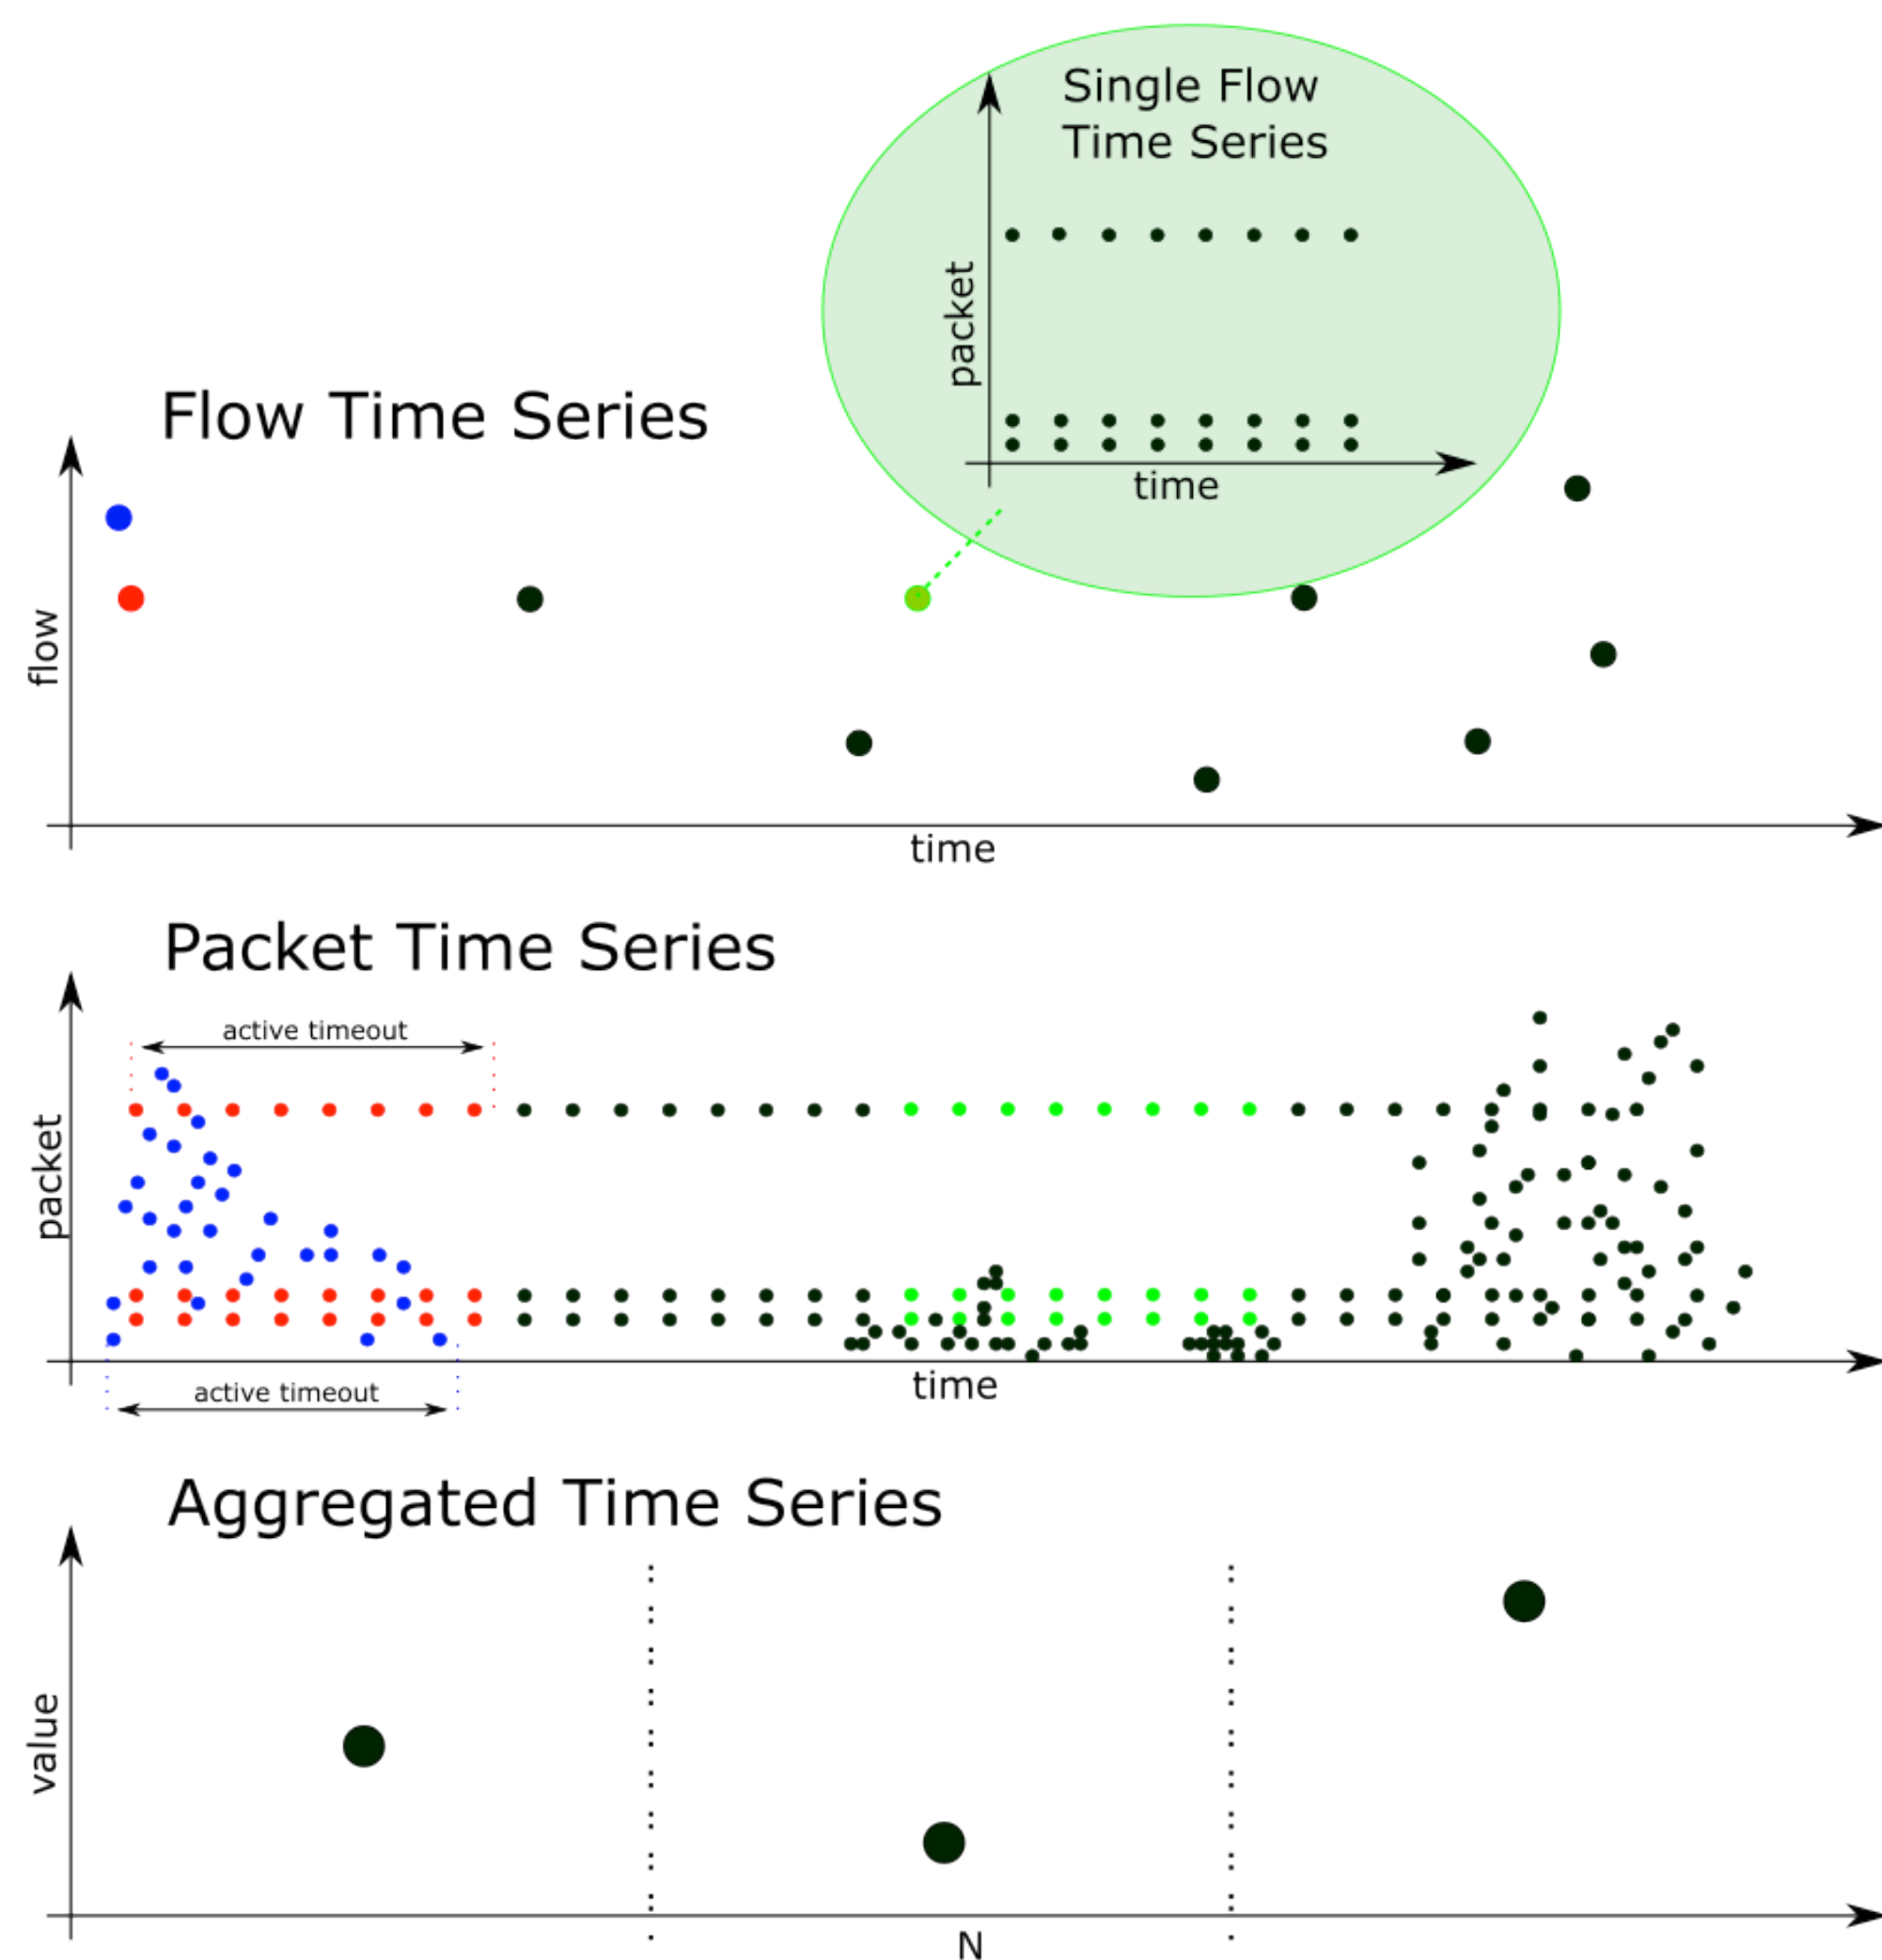 Single Flow
Time Series
packet
time
Flow Time Series
flow
time
Packet Time Series
active timeout
packet
time
active timeout
Aggregated Time Series
value
N